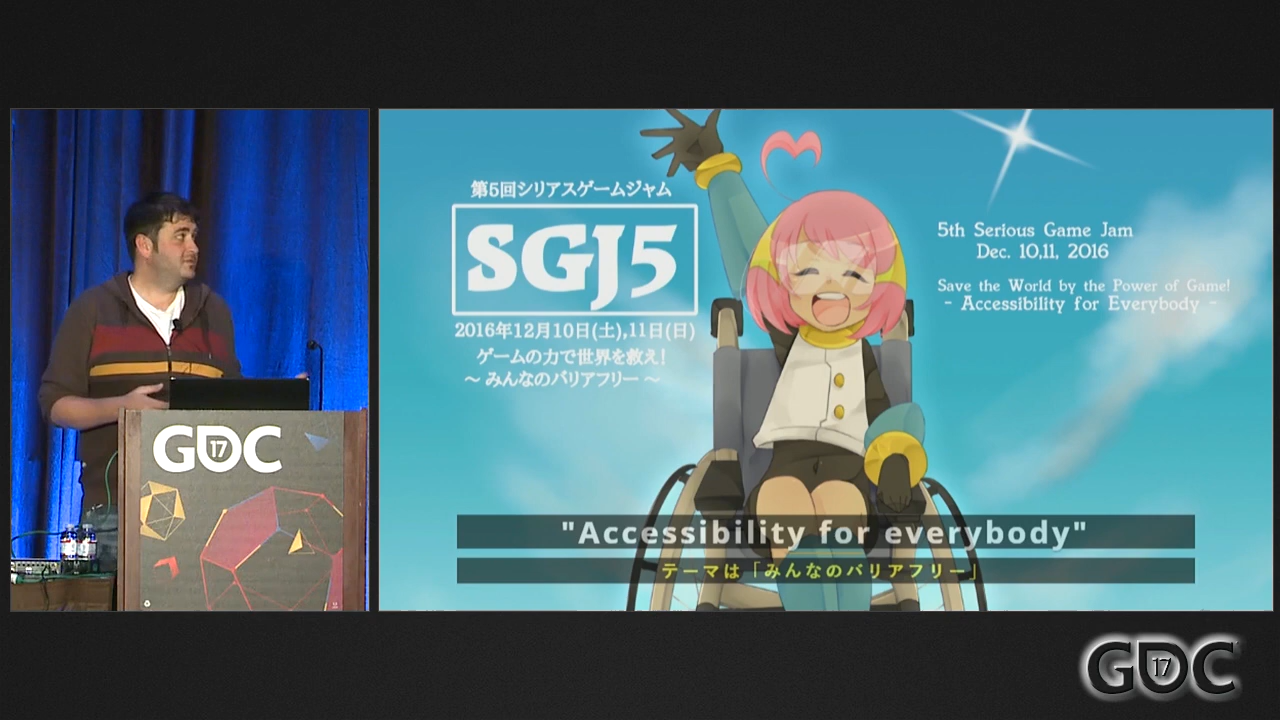 第5回シリアスゲームジャム
SGJ5
2016年12月10日(土),11日(日)
ゲームの力で世界を救え!
~ みんなのバリアフリー ~
5th Serious Game Jam
Dec. 10,11, 2016
Save the World by the Power of Game!
- Accessibility for Everybody -
"Accessibility for everybody"
テーマは「みんなのバリアフリー」
GDC 17
GDC 17